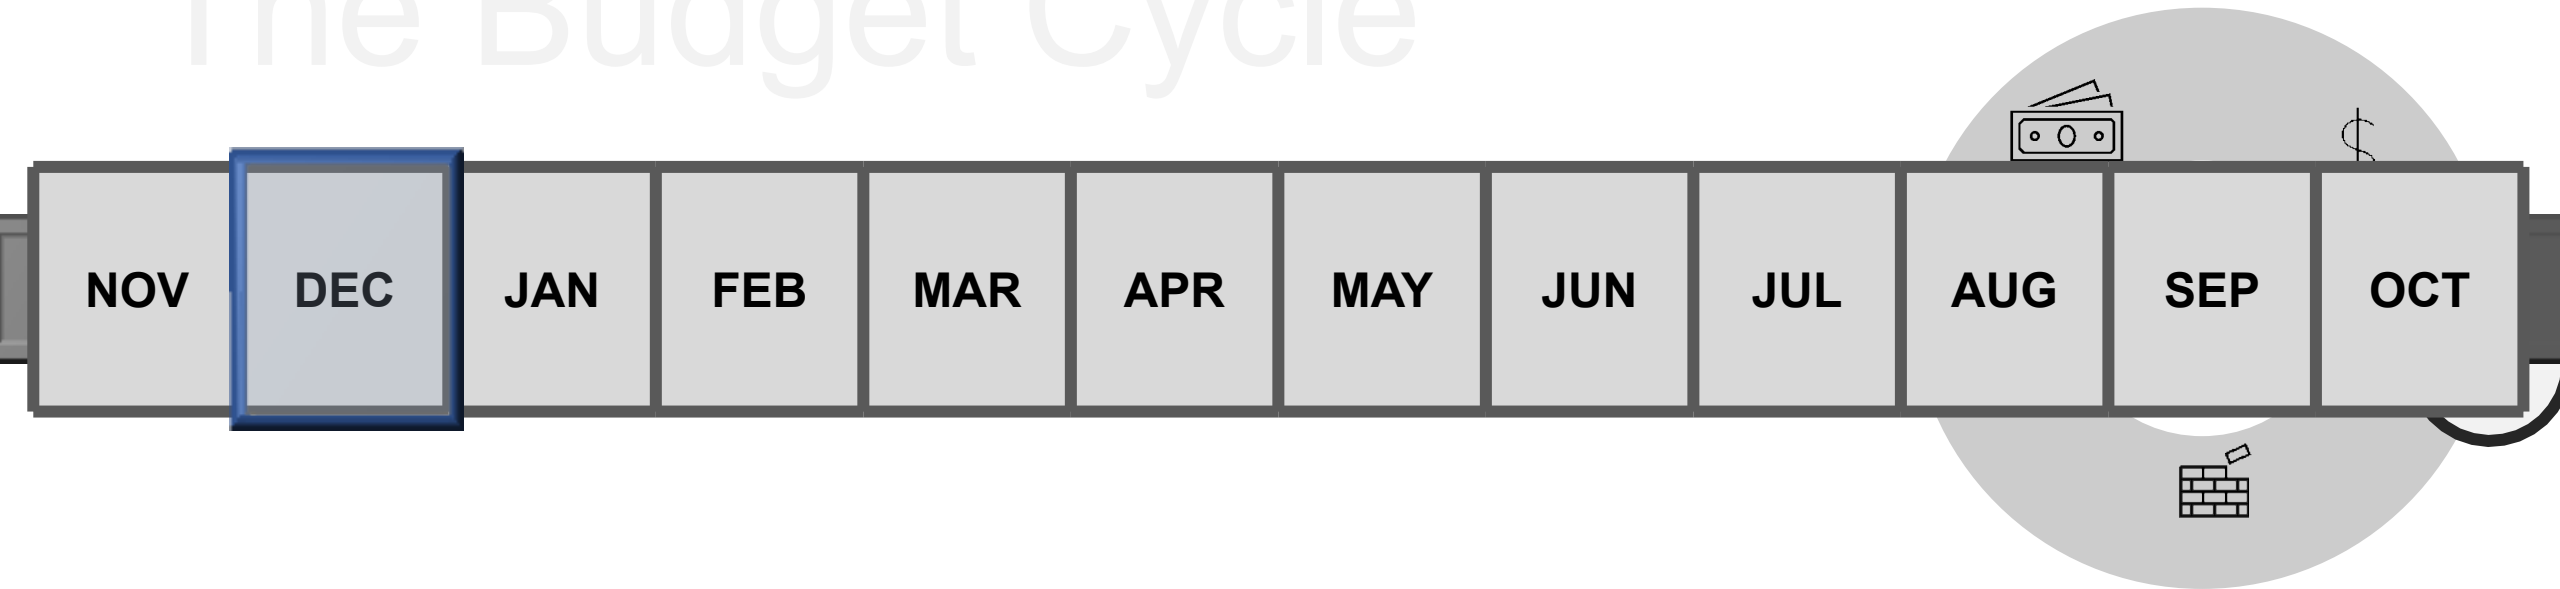 The Budget Cycle
NOV DEC JAN FEB MAR APR MAY JUN JUL AUG SEP OCT